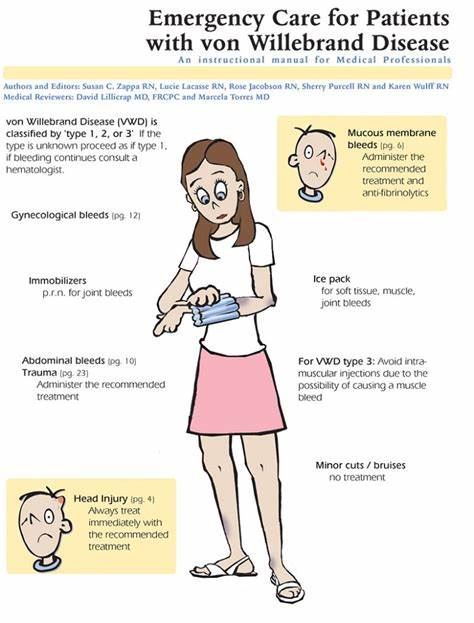 Emergency Care for Patients
with von Willebrand Disease
An instructional manual for Medical Professionals
Authors and Editors: Susan C. Zappa RN, Lucie Lacasse RN, Rose Jacobson RN, Sherry Purcell RN and Karen Wulff RN
Medical Reviewers: David Lillicrap MD, FRCPC and Marcela Torres MD
von Willebrand Disease (VWD) is
classified by 'type 1, 2, or 3' If the
type is unknown proceed as if type 1,
if bleeding continues consult a
hematologist.
Mucous membrane
bleeds (pg. 6)
Administer the
recommended
treatment and
anti-fibrinolytics
Gynecological bleeds (pg. 12)
Immobilizers
p.r.n. for joint bleeds
Ice pack
for soft tissue, muscle,
joint bleeds
Abdominal bleeds (pg. 10)
Trauma (pg. 23)
Administer the recommended
treatment
For VWD type 3: Avoid intra-
muscular injections due to the
possibility of causing a muscle
bleed
Minor cuts / bruises
no treatment
Head Injury (pg. 4)
Always treat
immediately with
the recommended
treatment